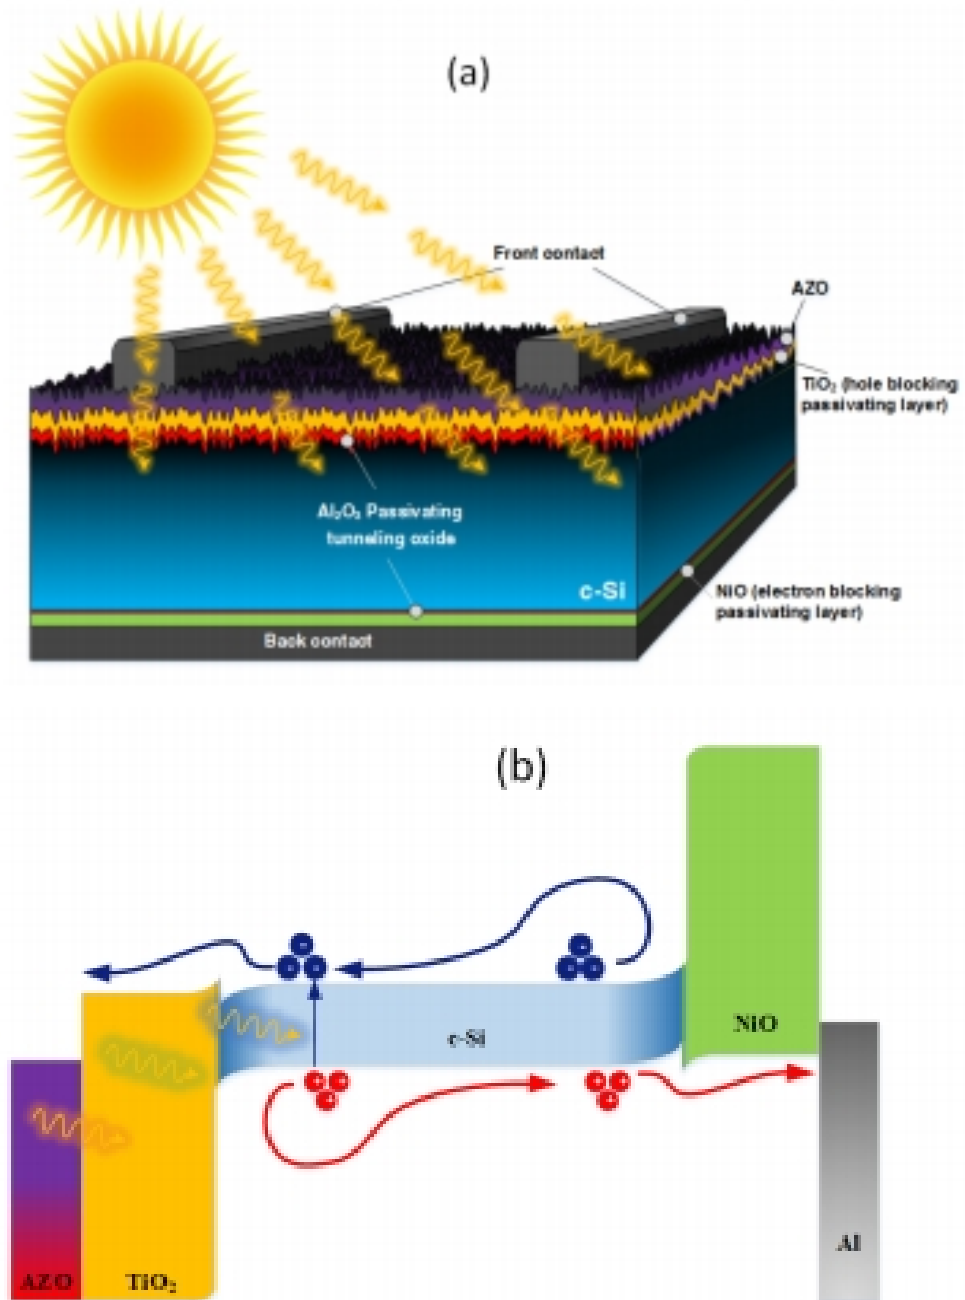 (a)
Front contact
AZO
TiO₂ (hole blocking
passivating layer)
Al₂O₃ Passivating
tunneling oxide
c-Si
NiO (electron blocking
passivating layer)
Back contact
(b)
NiO
c-Si
Al
AZO
TiO₂